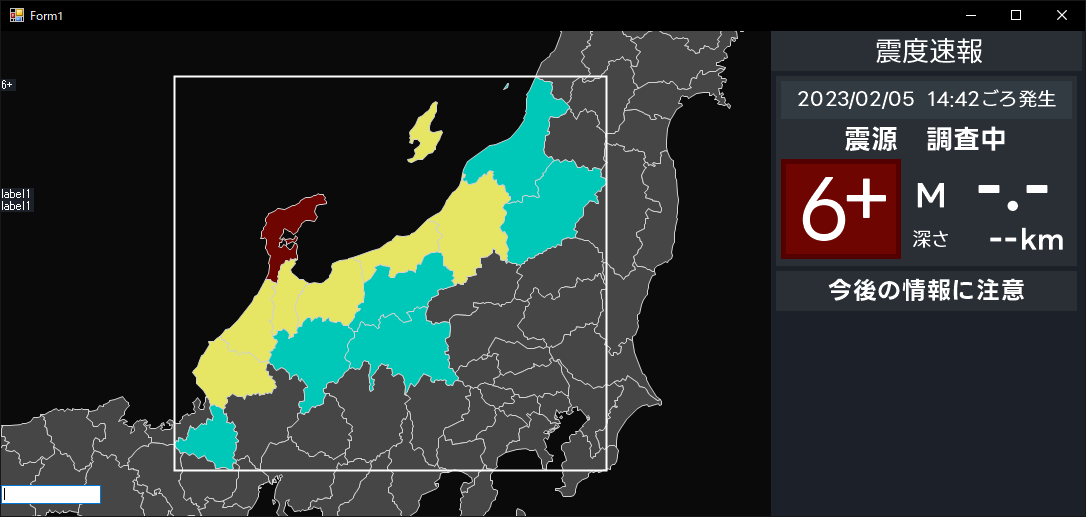 Form1
6+
label1
label1
震度速報
2023/02/05 14:42ごろ発生
震源 調査中
6+
M -.-
深さ --km
今後の情報に注意